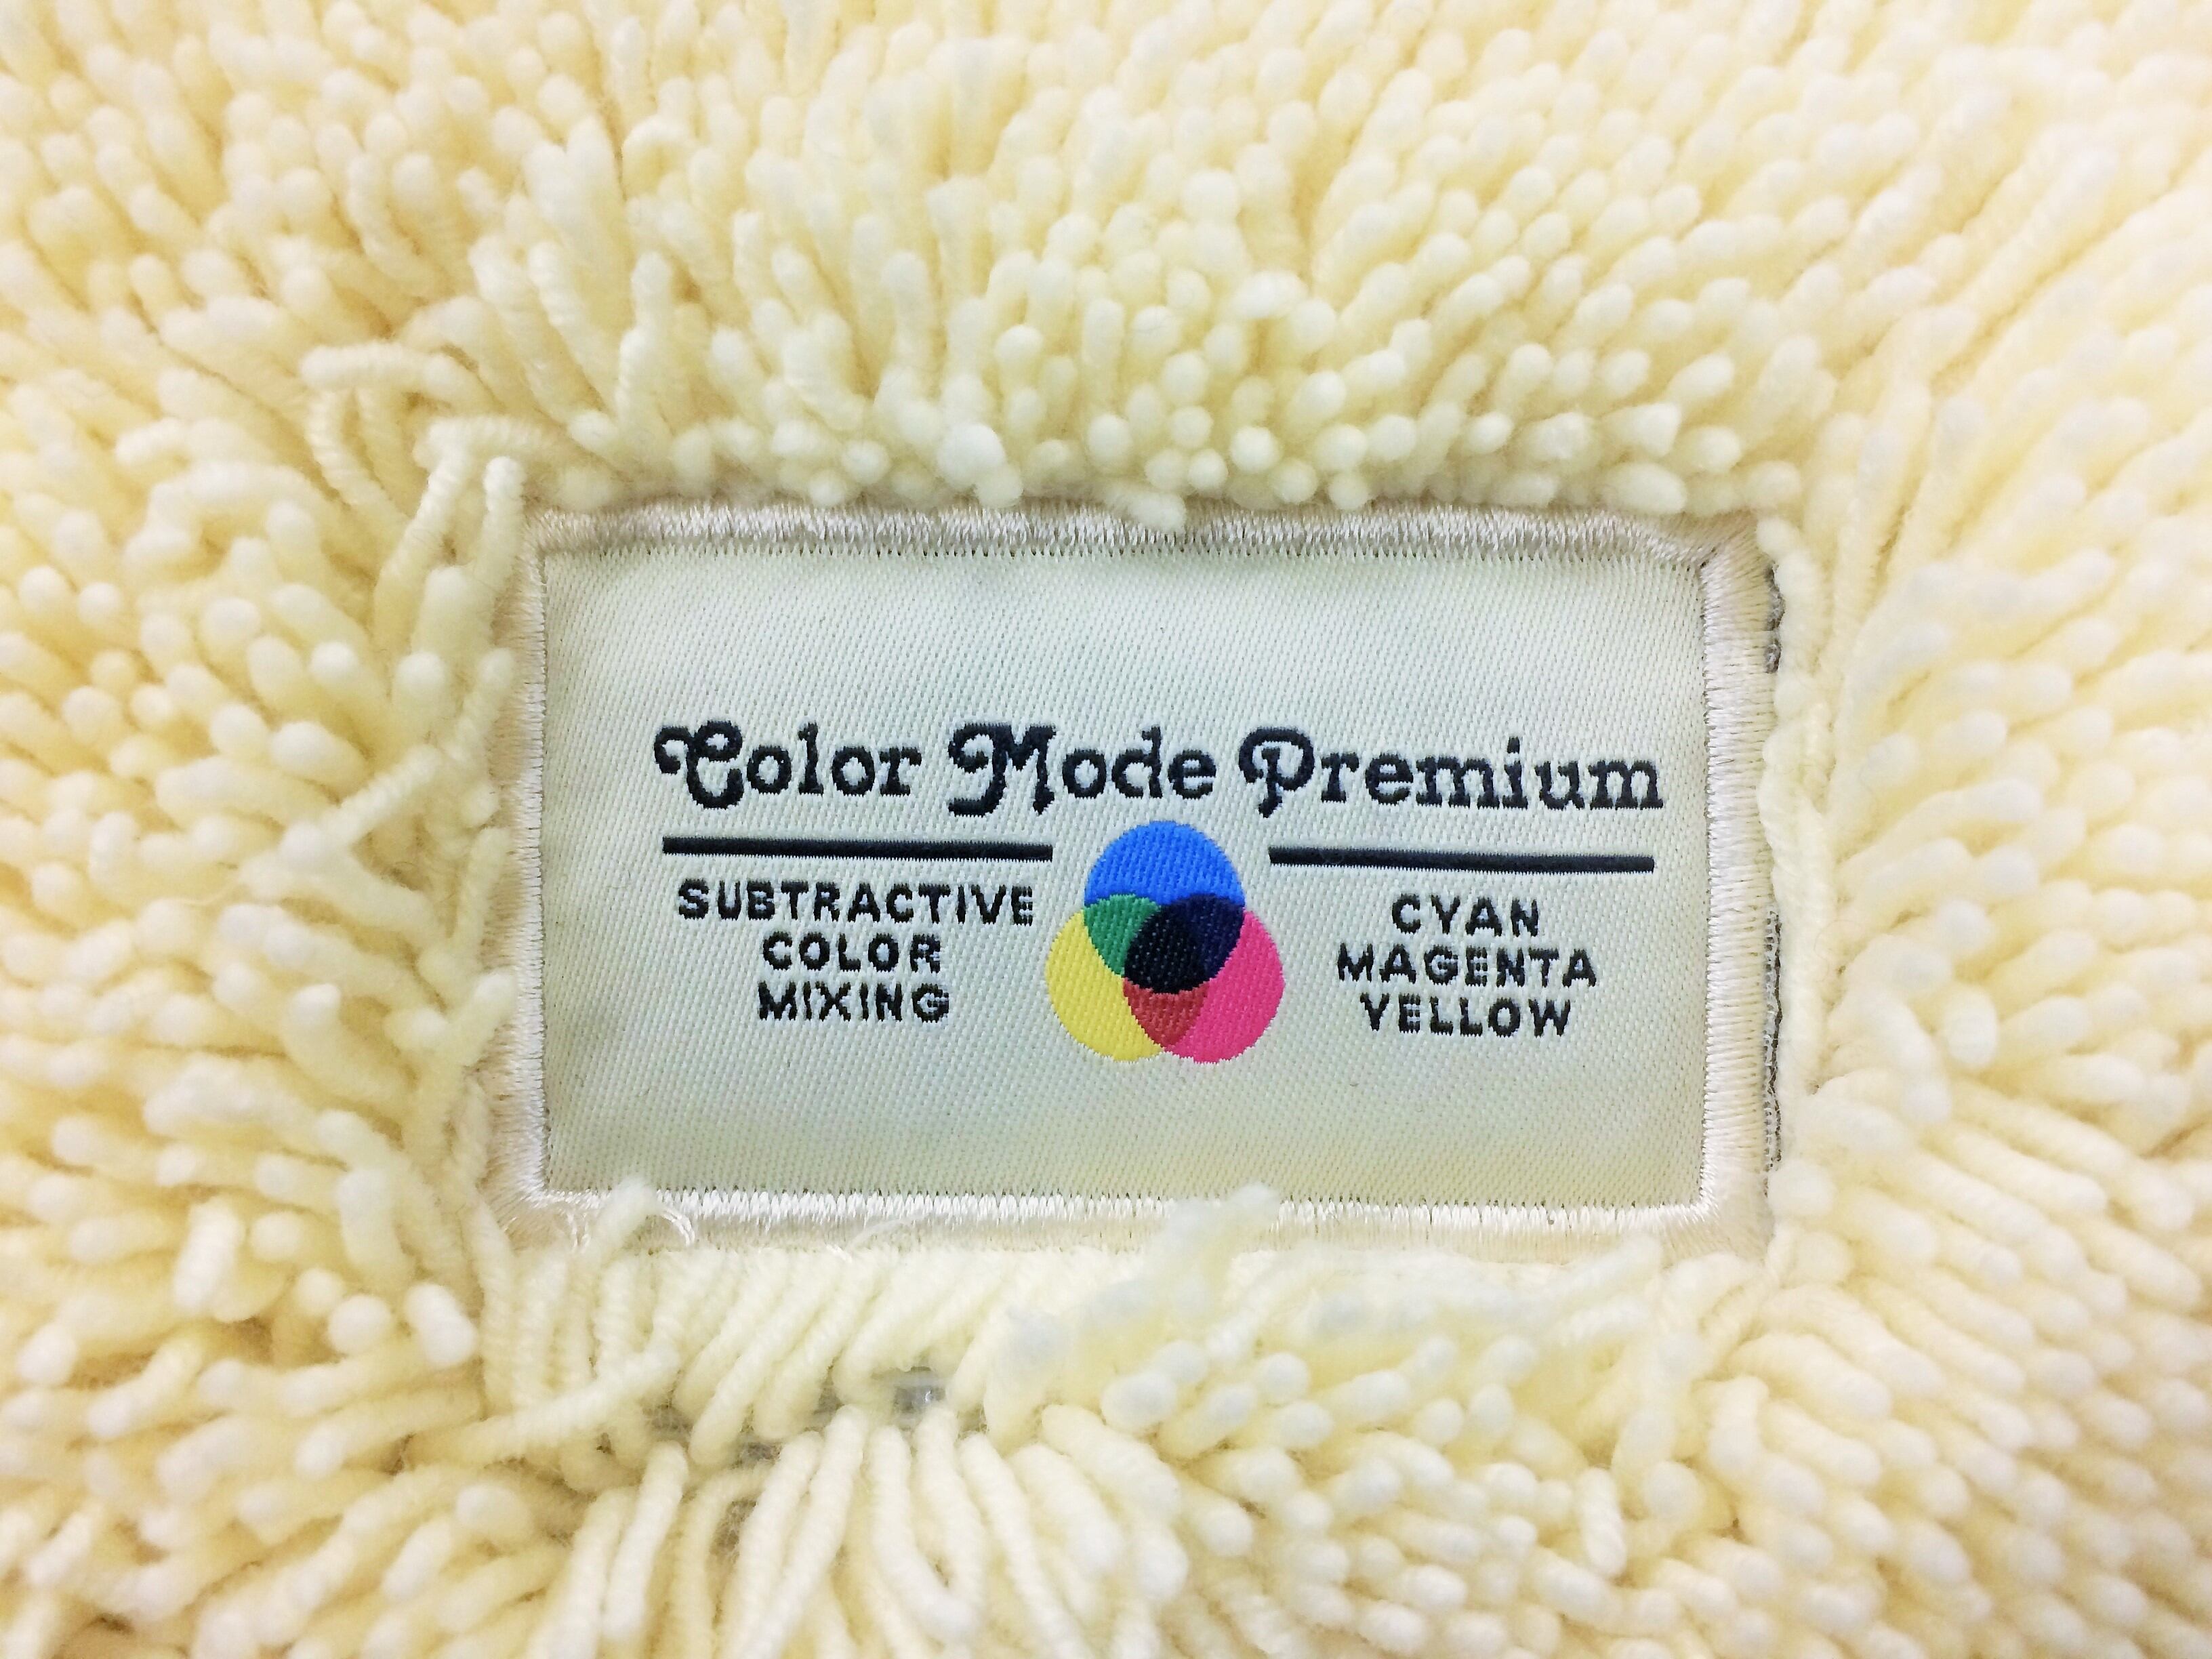 Color Mode Premium
SUBTRACTIVE
COLOR
MIXING
CYAN
MAGENTA
YELLOW